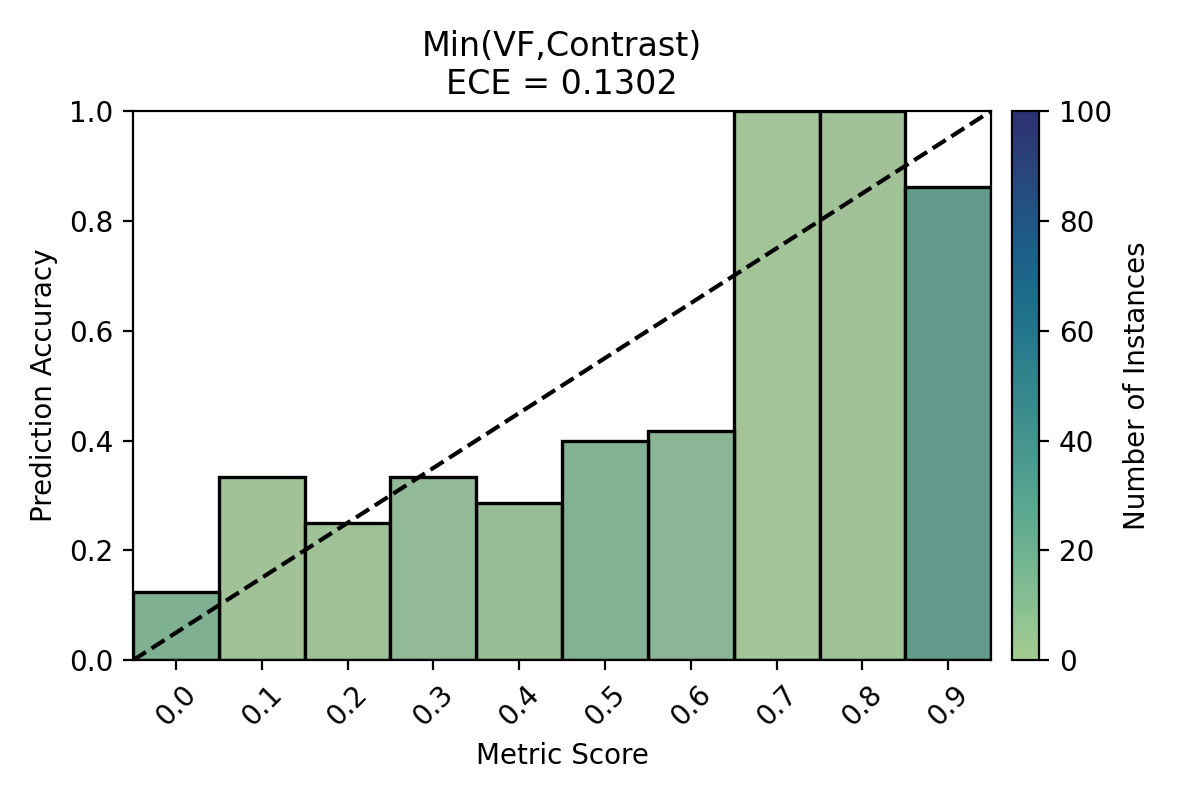 Min(VF,Contrast)
ECE = 0.1302
1.0
0.8
0.6
0.4
0.2
0.0
Prediction Accuracy
0.0 0.1 0.2 0.3 0.4 0.5 0.6 0.7 0.8 0.9
Metric Score
100
80
60
40
20
0
Number of Instances